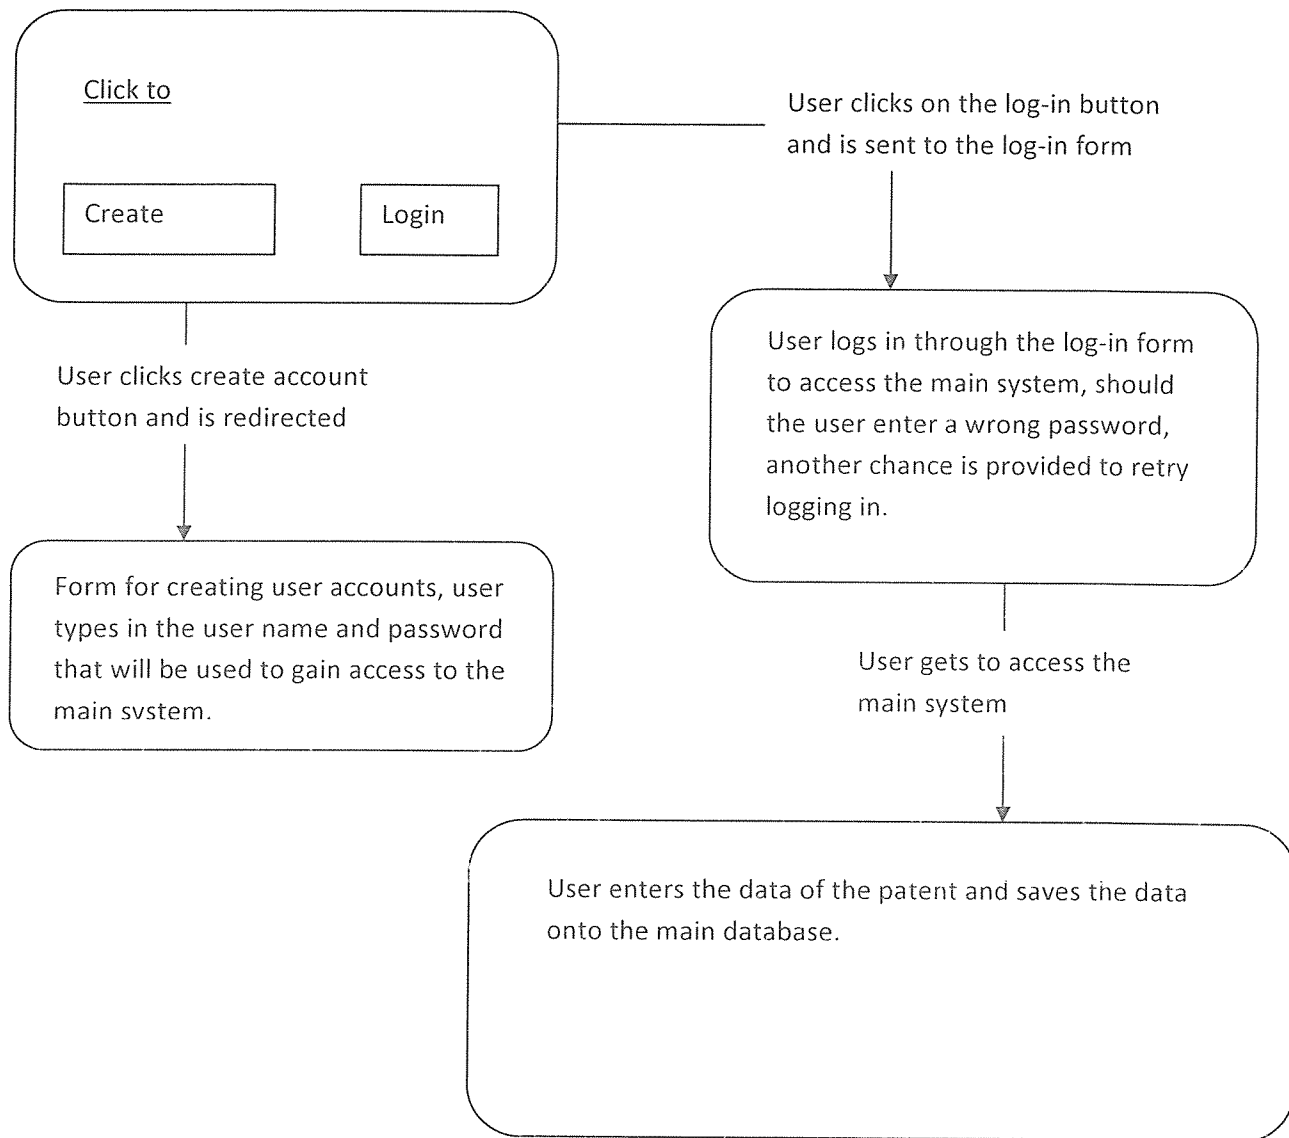 Click to
Create
Login
User clicks on the log-in button
and is sent to the log-in form
User clicks create account
button and is redirected
User logs in through the log-in form
to access the main system, should
the user enter a wrong password,
another chance is provided to retry
logging in.
Form for creating user accounts, user
types in the user name and password
that will be used to gain access to the
main system.
User gets to access the
main system
User enters the data of the patent and saves the data
onto the main database.